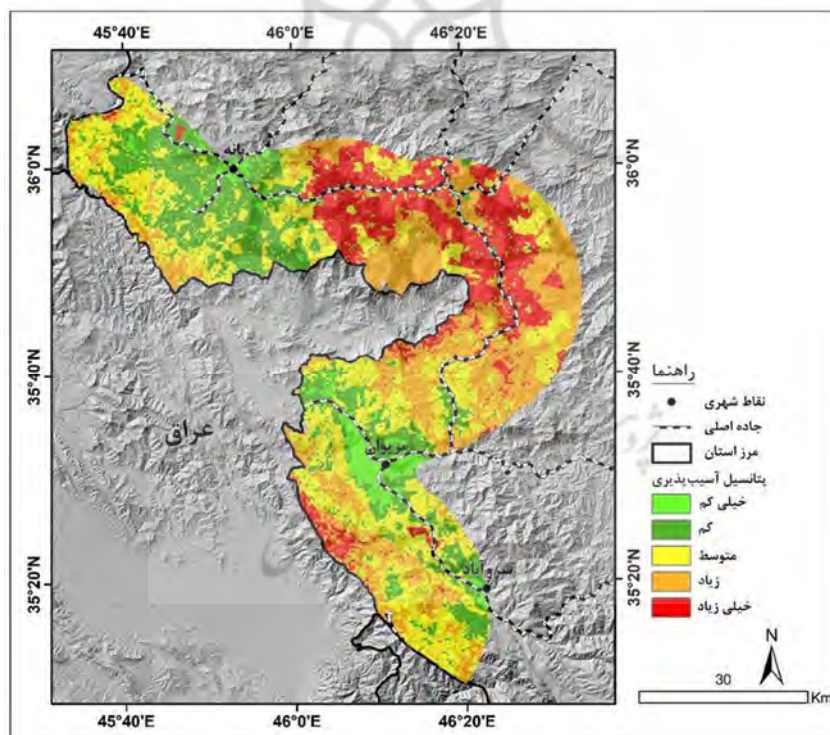 45°40'E 46°0'E 46°20'E
36°0'N
36°0'N
35°40'N
35°40'N
35°20'N
35°20'N
بانه
عراق
مریوان
سروآباد
راهنما
نقاط شهری
جاده اصلی
مرز استان
پتانسیل آسیب‌پذیری
خیلی کم
کم
متوسط
زیاد
خیلی زیاد
N
30
Km
45°40'E 46°0'E 46°20'E